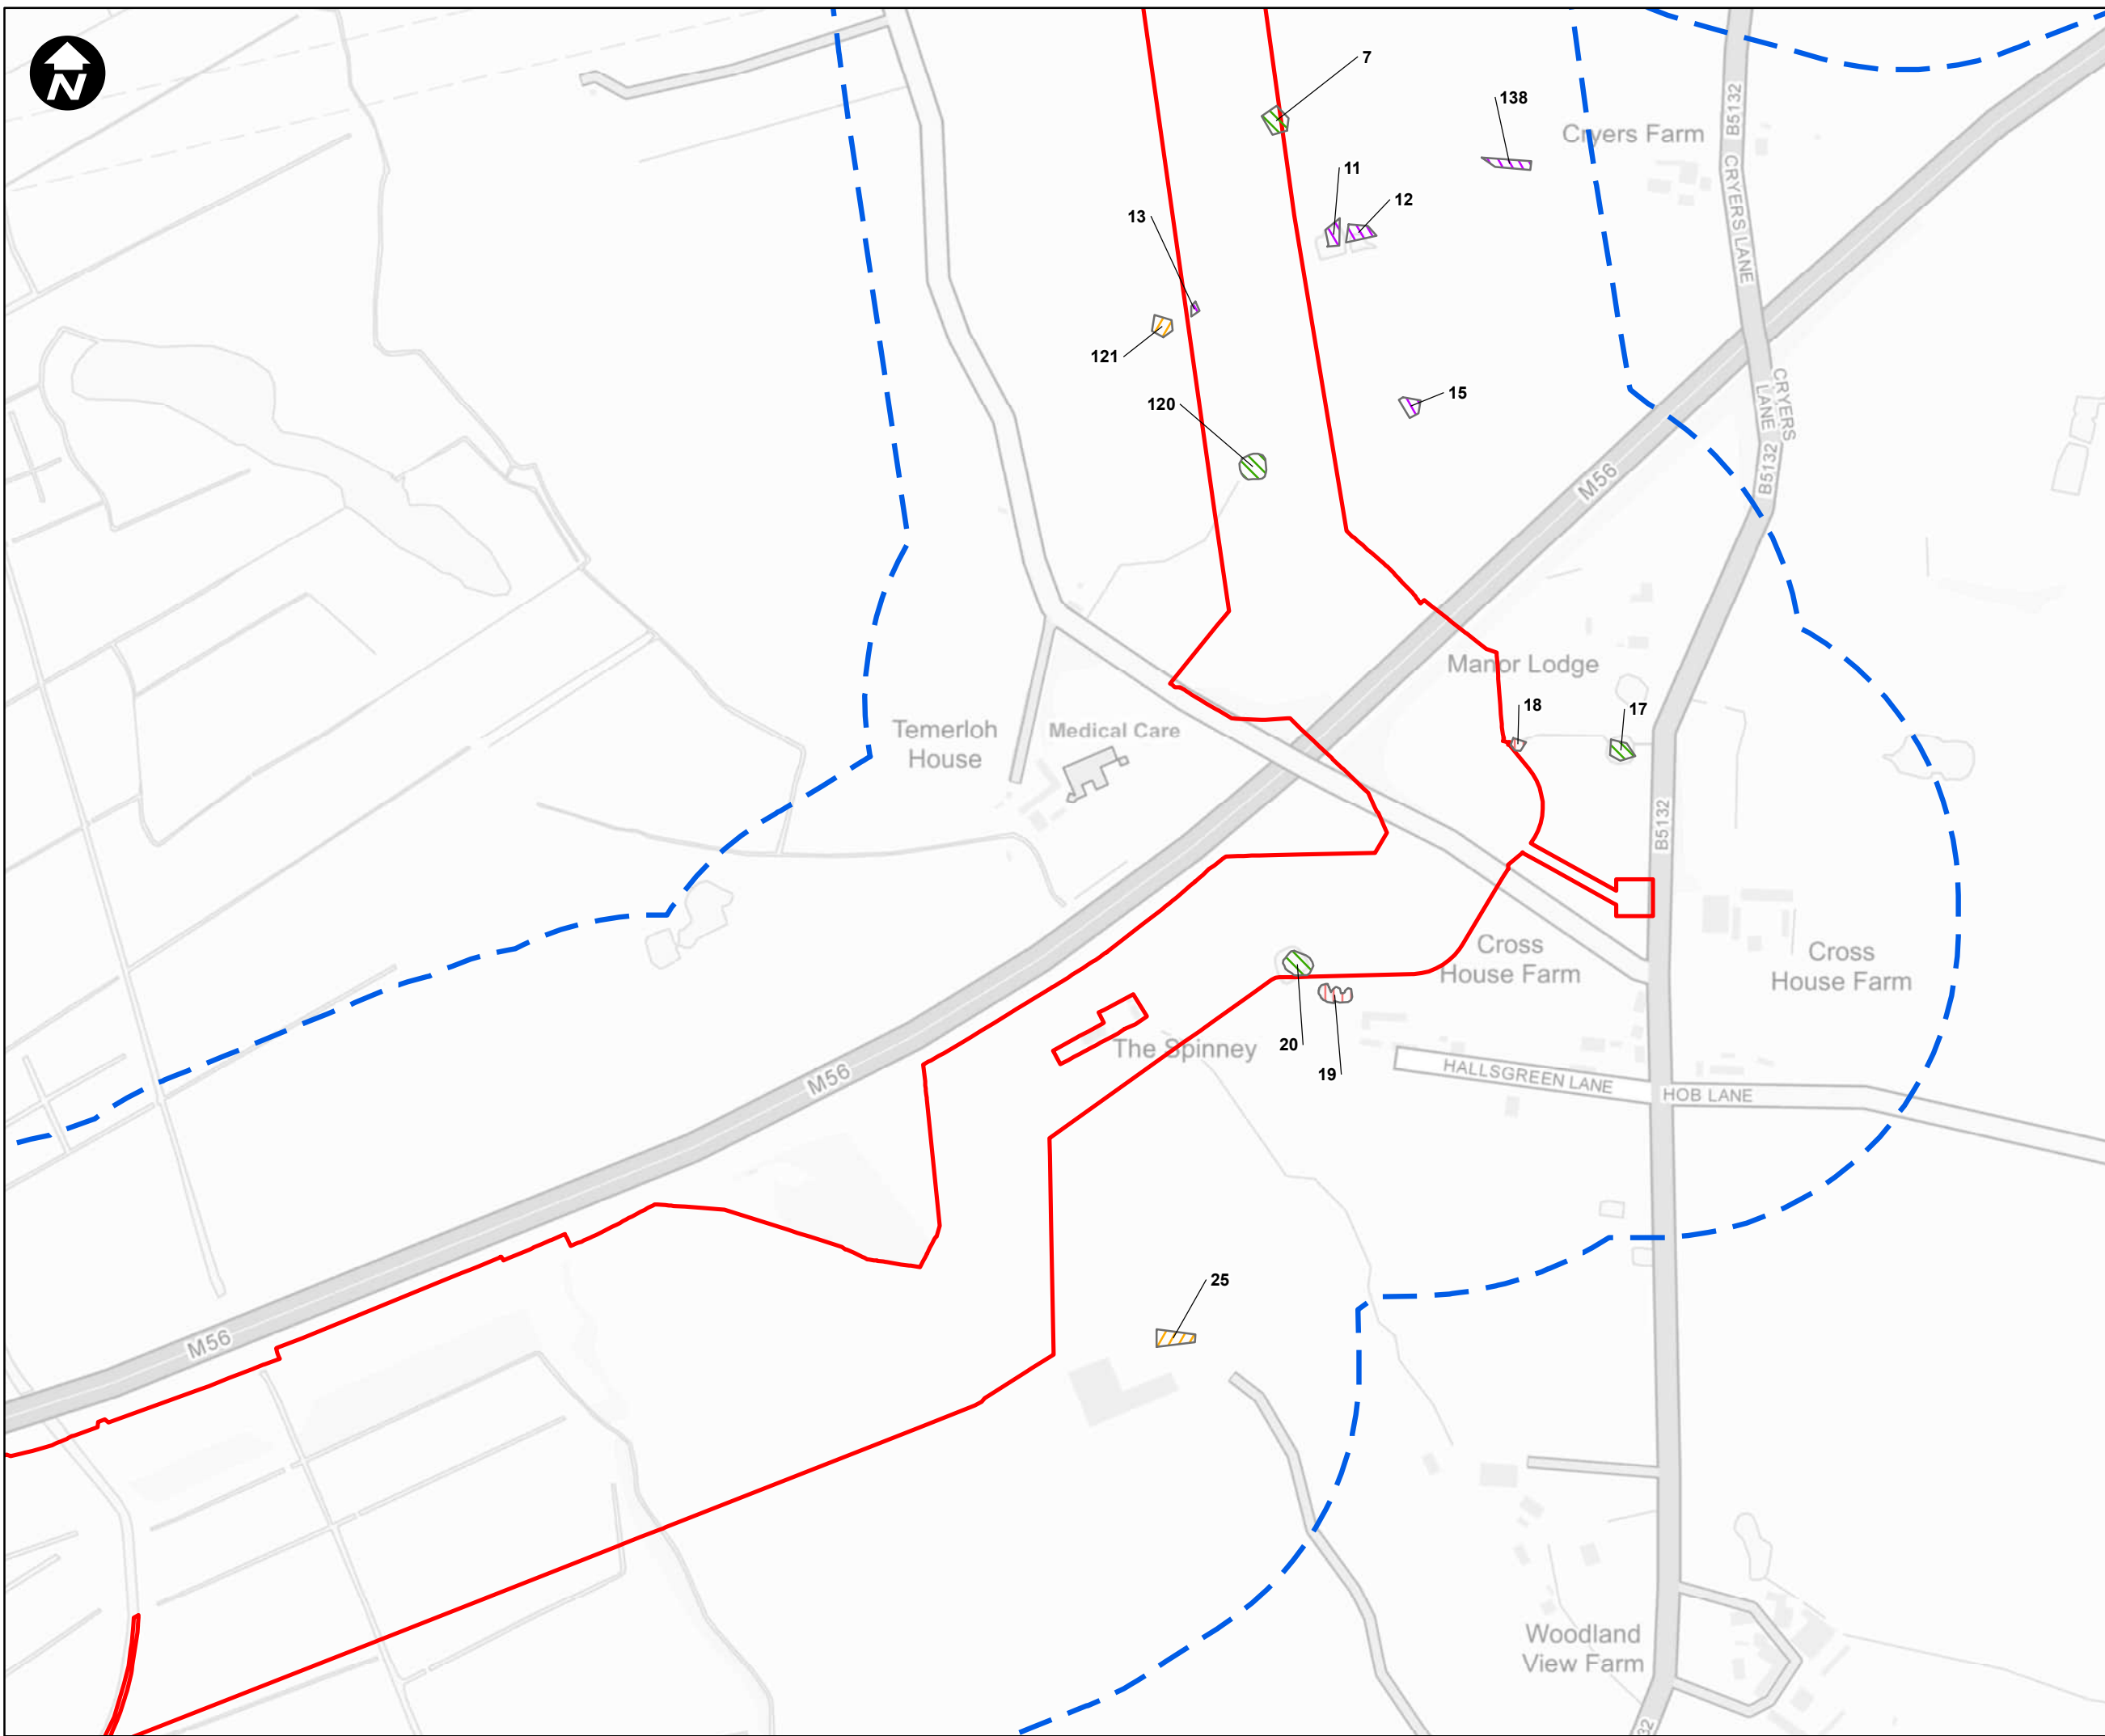 N
7
138
Cryers Farm
B5132
11
12
CRYERS LANE
13
121
15
120
CRYERS
LANE
B5132
M56
Manor Lodge
18
17
Temerloh
House
Medical Care
B5132
Cross
House Farm
Cross
House Farm
20
The Spinney
19
HALLSGREEN LANE
HOB LANE
M56
25
M56
Woodland
View Farm
32